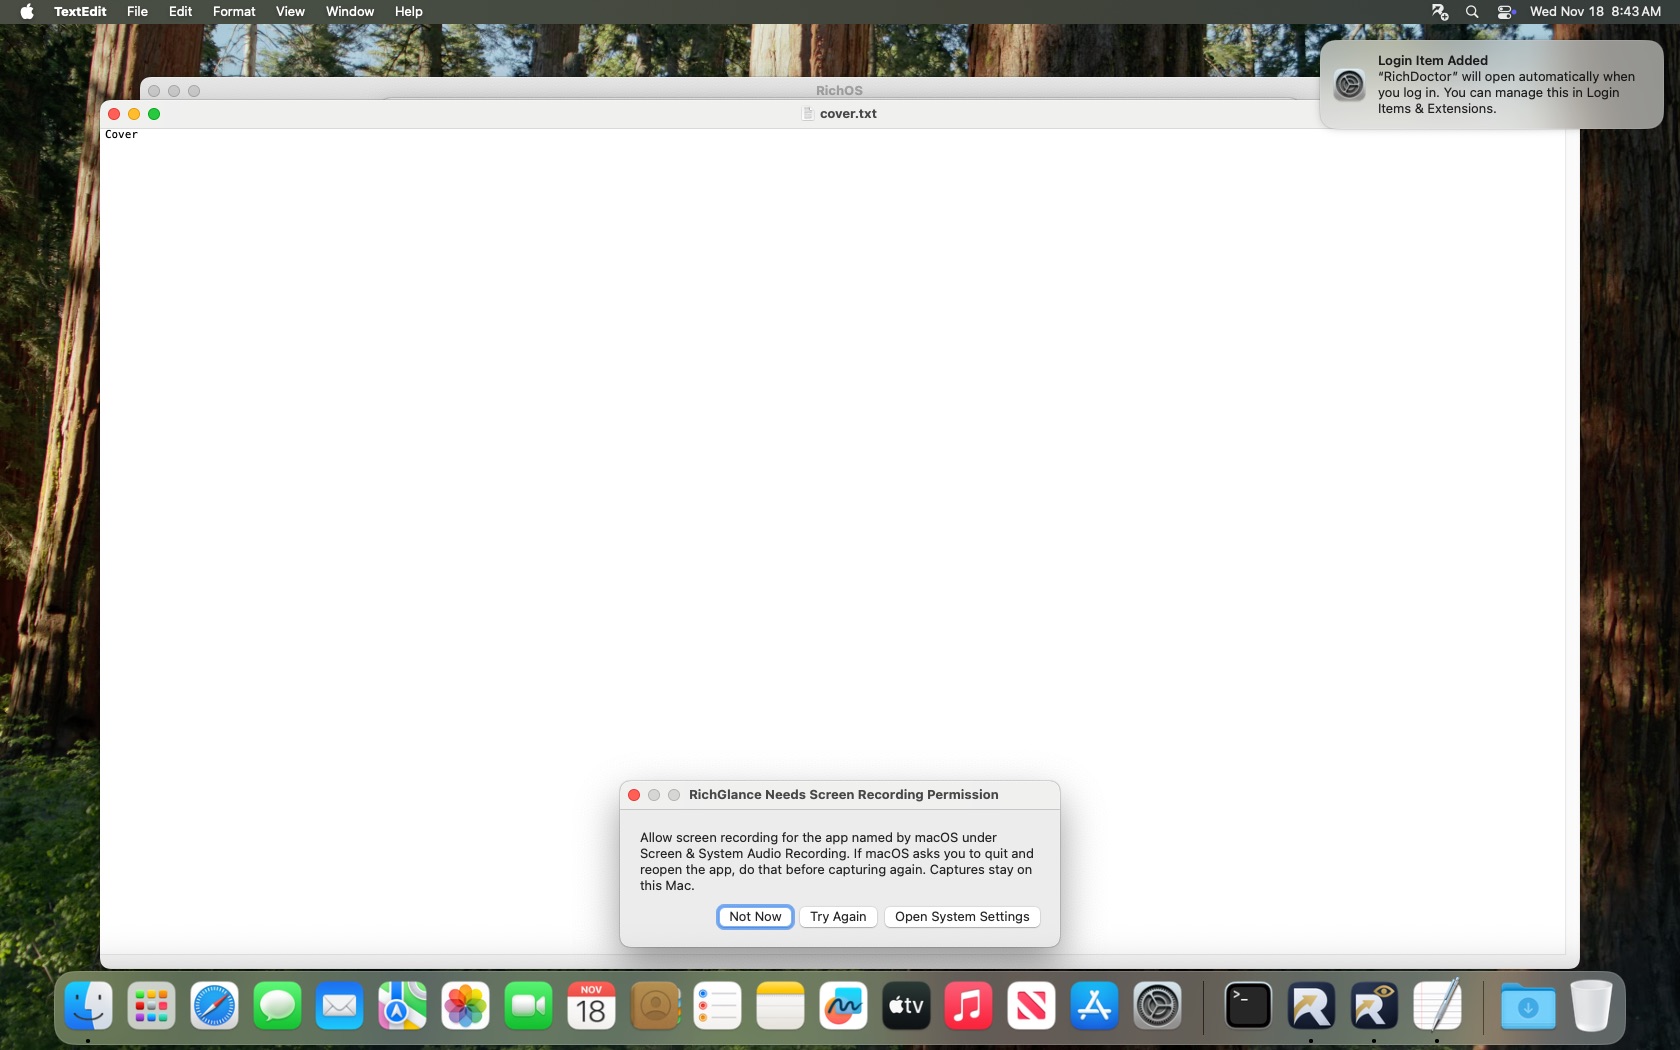 TextEdit File Edit Format View Window Help
Wed Nov 18 8:43 AM
Login Item Added
“RichDoctor” will open automatically when
you log in. You can manage this in Login
Items & Extensions.
RichOS
cover.txt
Cover
RichGlance Needs Screen Recording Permission
Allow screen recording for the app named by macOS under
Screen & System Audio Recording. If macOS asks you to quit and
reopen the app, do that before capturing again. Captures stay on
this Mac.
Not Now Try Again Open System Settings
NOV
18
tv
>_